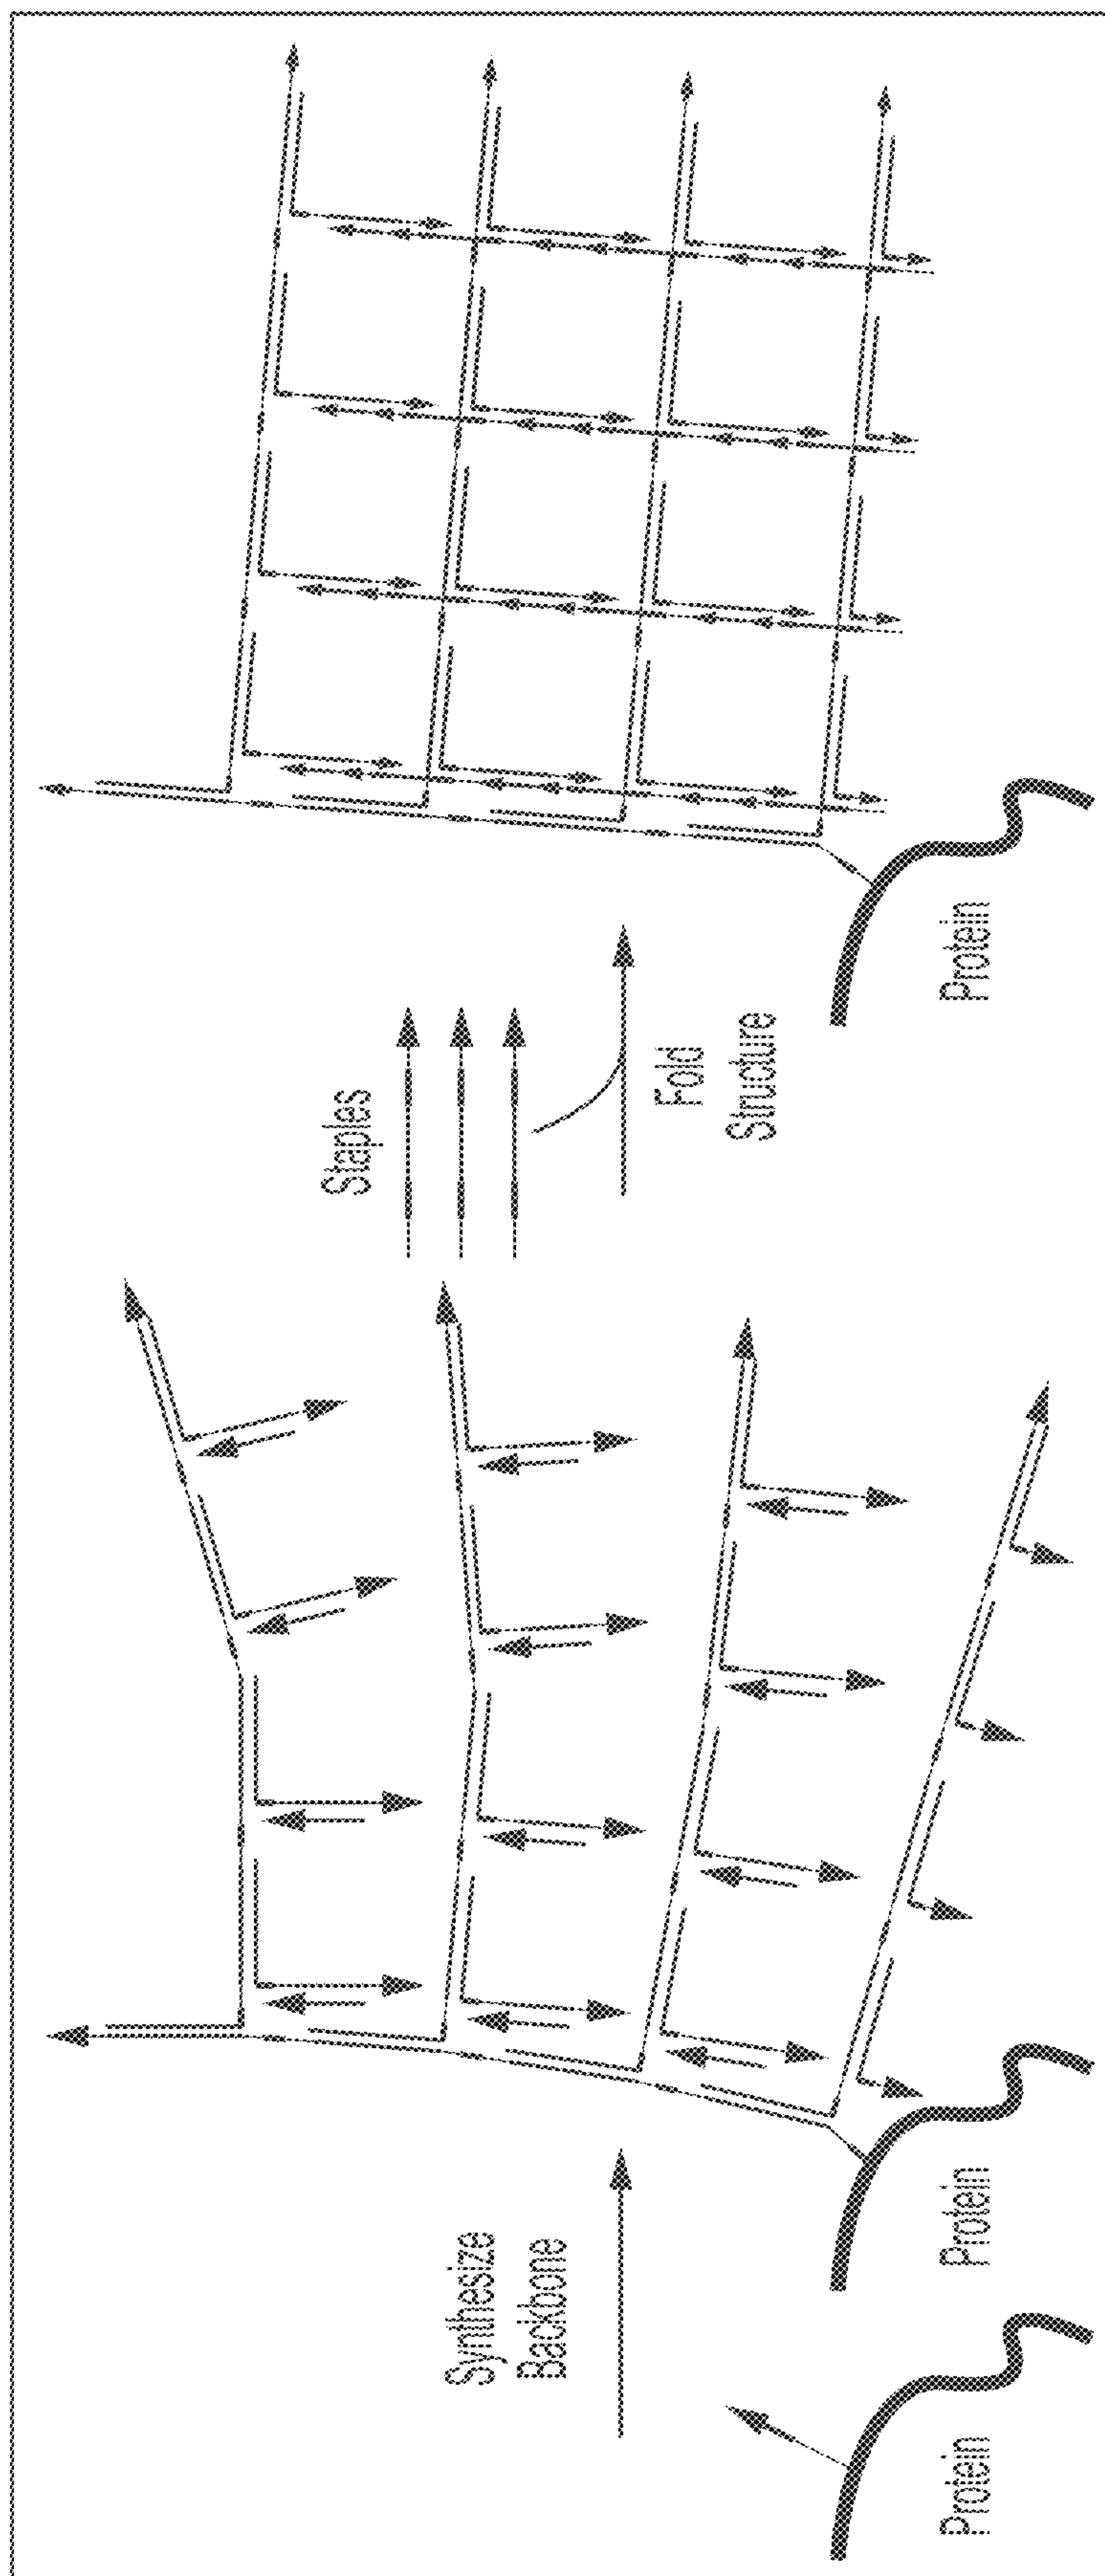 Protein
Synthesize
Backbone
Protein
Staples
Fold
Structure
Protein